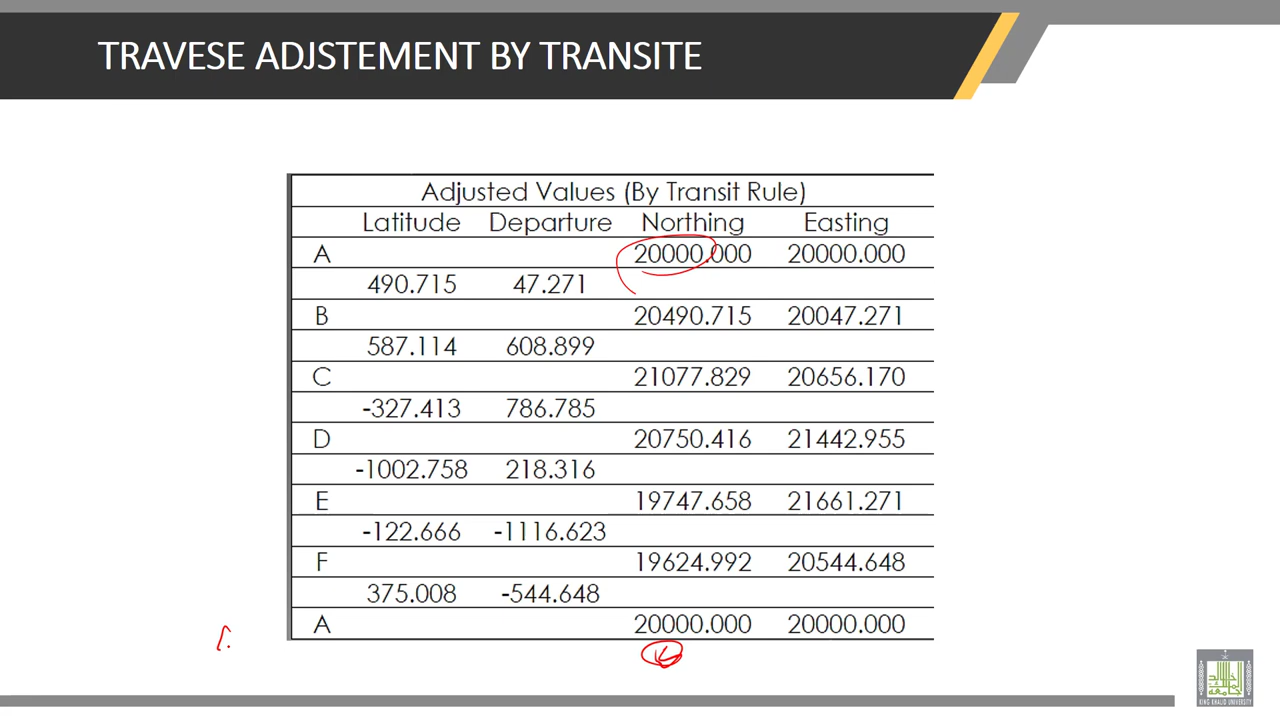 TRAVESE ADJSTEMENT BY TRANSITE
Adjusted Values (By Transit Rule)
Latitude Departure Northing Easting
A 20000.000 20000.000
490.715 47.271
B 20490.715 20047.271
587.114 608.899
C 21077.829 20656.170
-327.413 786.785
D 20750.416 21442.955
-1002.758 218.316
E 19747.658 21661.271
-122.666 -1116.623
F 19624.992 20544.648
375.008 -544.648
A 20000.000 20000.000
KING KHALID UNIVERSITY